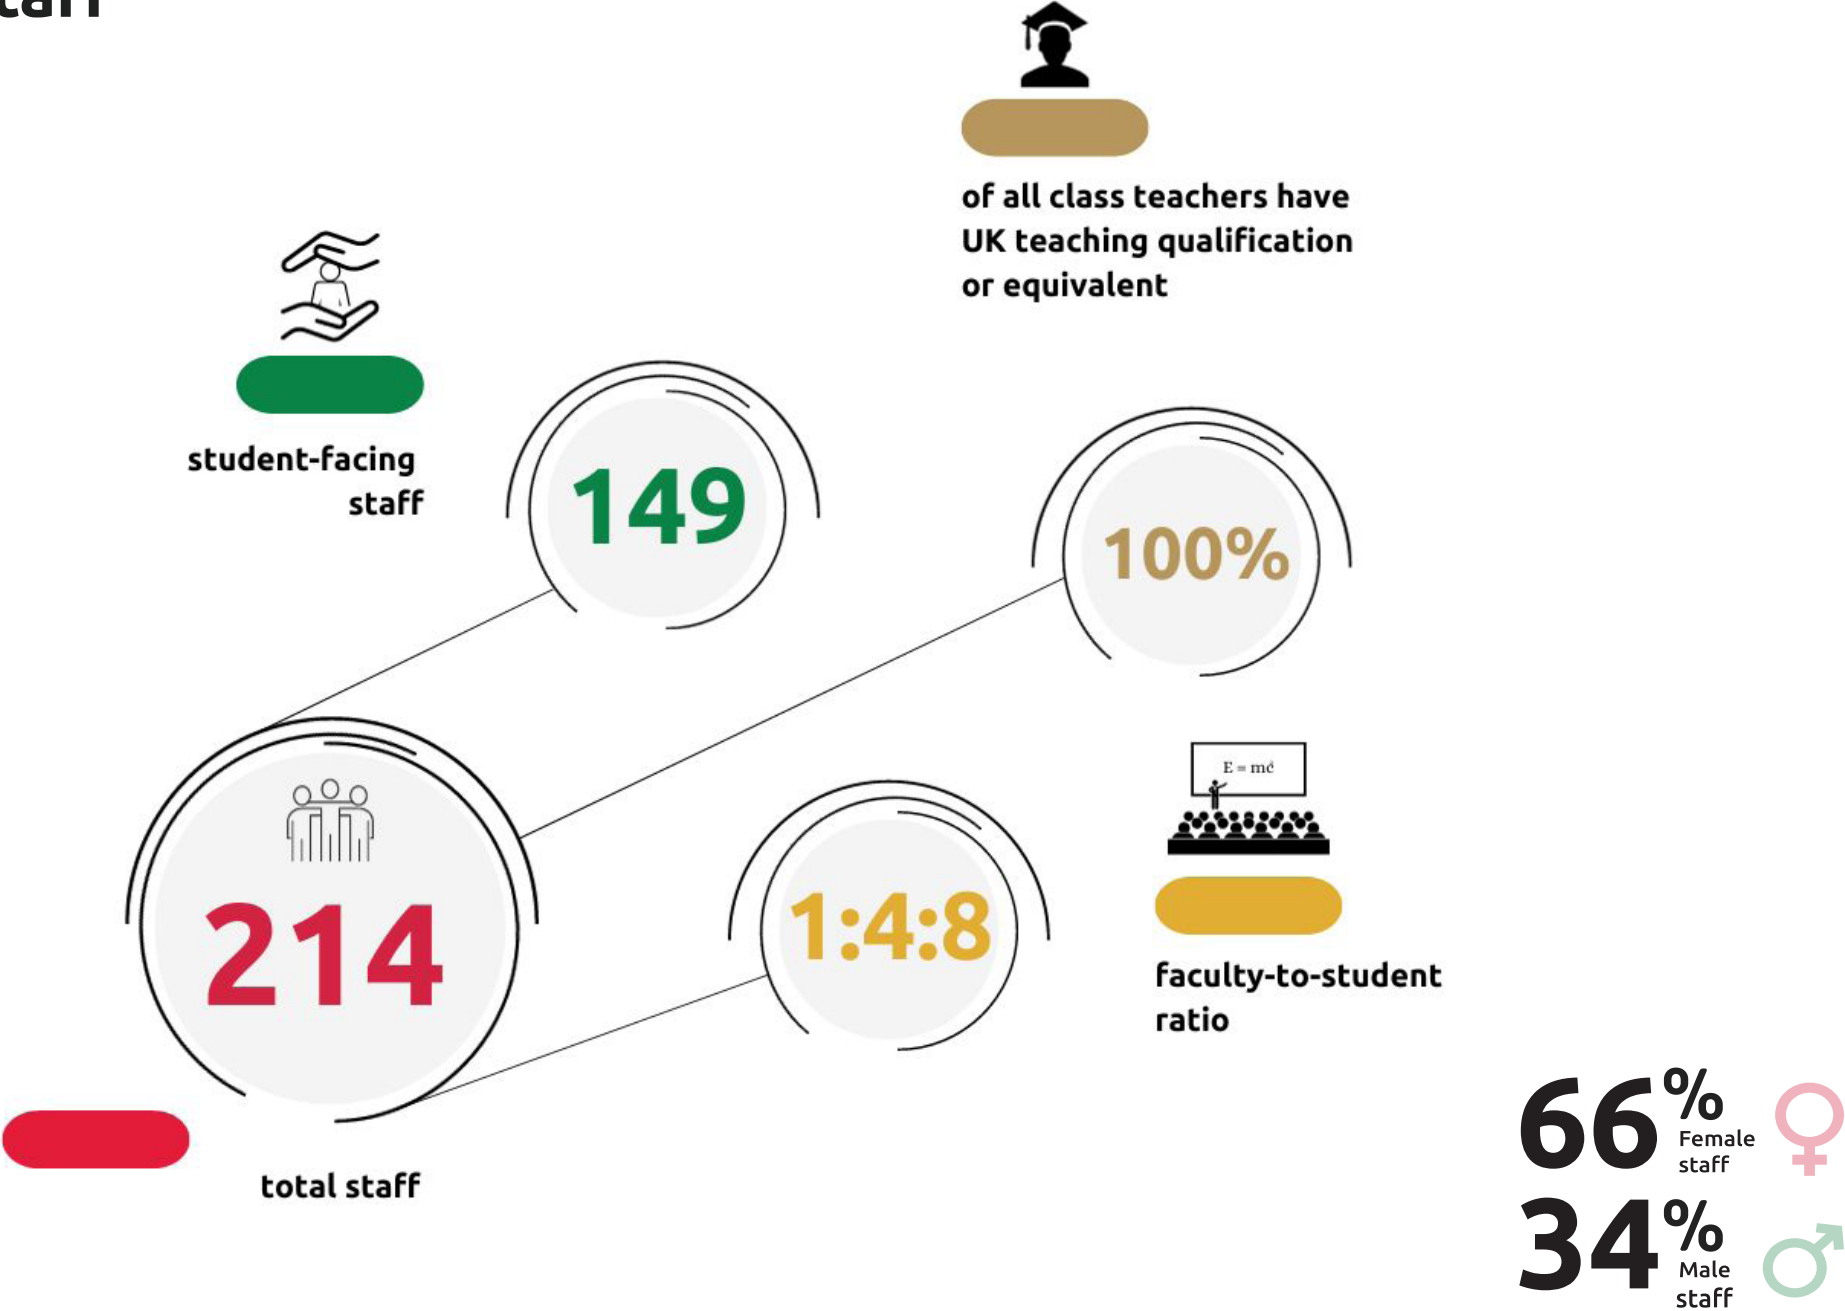 of all class teachers have
UK teaching qualification
or equivalent
student-facing
staff
149
100%
E = mc
214
1:4:8
faculty-to-student
ratio
total staff
66%
Female
staff
34%
Male
staff